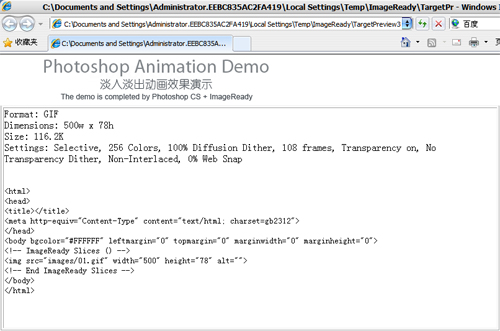 C:\Documents and Settings\Administrator.EEBC835AC2FA419\Local Settings\Temp\ImageReady\TargetPr - Windows I
C:\Documents and Settings\Administrator.EEBC835AC2FA419\Local Settings\Temp\ImageReady\TargetPreview3
百度
收藏夹
C:\Documents and Settings\Administrator.EEBC835A...
Photoshop Animation Demo
淡入淡出动画效果演示
The demo is completed by Photoshop CS + ImageReady
Format: GIF
Dimensions: 500w x 78h
Size: 116.2K
Settings: Selective, 256 Colors, 100% Diffusion Dither, 108 frames, Transparency on, No
Transparency Dither, Non-Interlaced, 0% Web Snap
<html>
<head>
<title></title>
<meta http-equiv="Content-Type" content="text/html; charset=gb2312">
</head>
<body bgcolor="#FFFFFF" leftmargin="0" topmargin="0" marginwidth="0" marginheight="0">
<!-- ImageReady Slices () -->
<img src="images/01.gif" width="500" height="78" alt="">
<!-- End ImageReady Slices -->
</body>
</html>